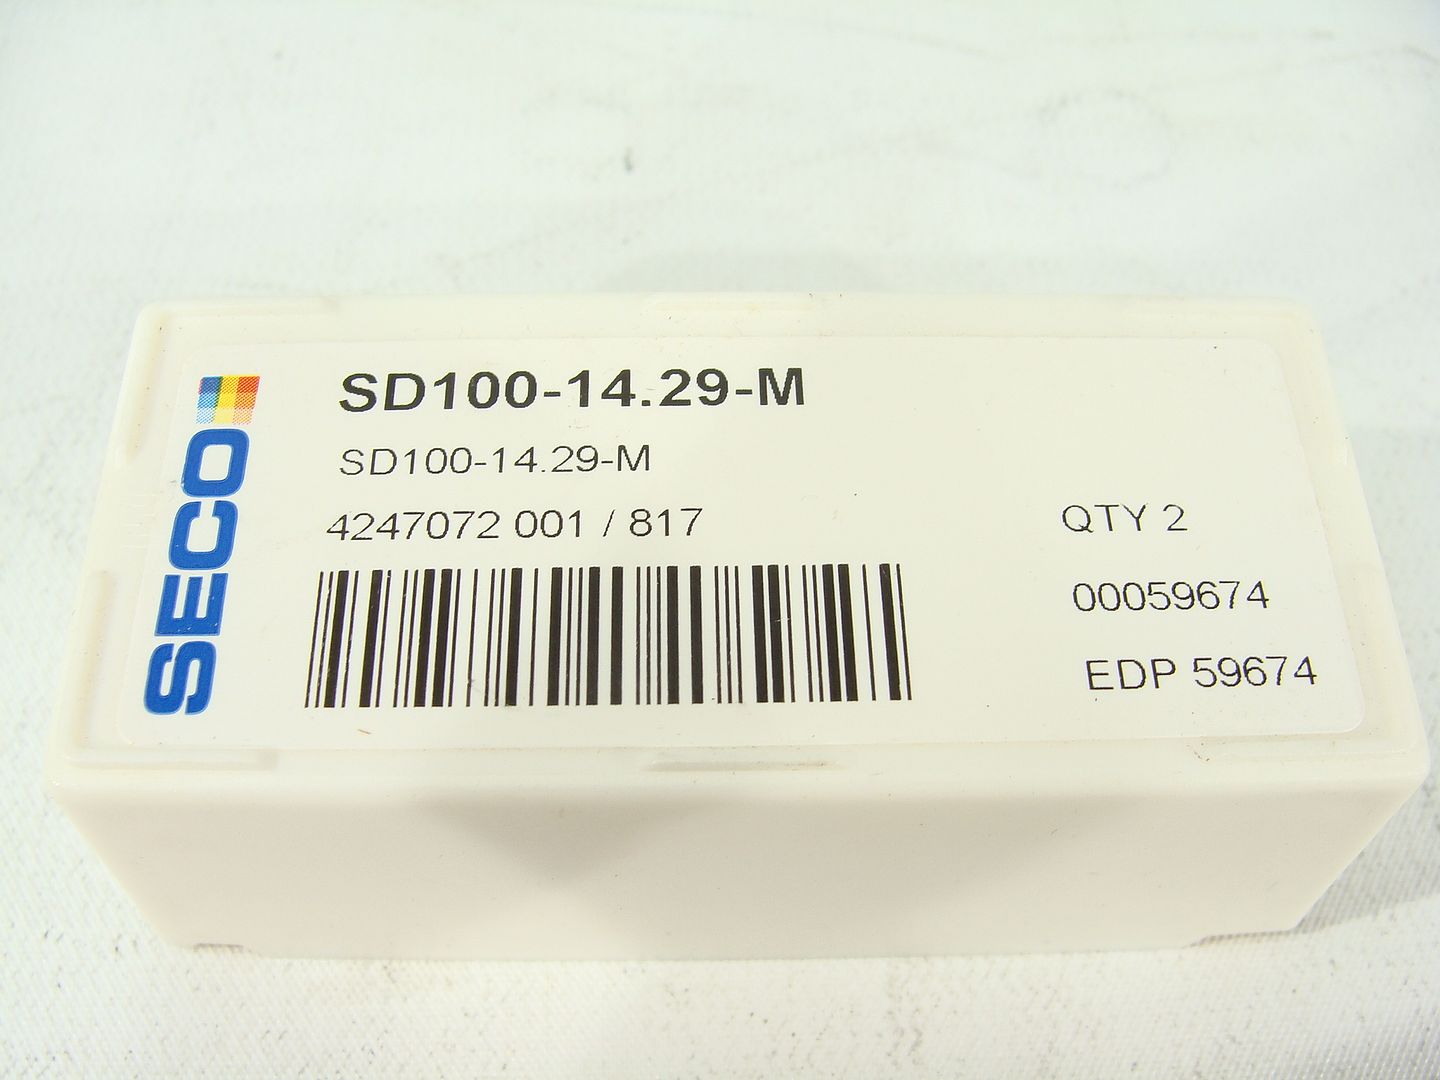 SECO
SD100-14.29-M
SD100-14.29-M
4247072 001 / 817
QTY 2
00059674
EDP 59674